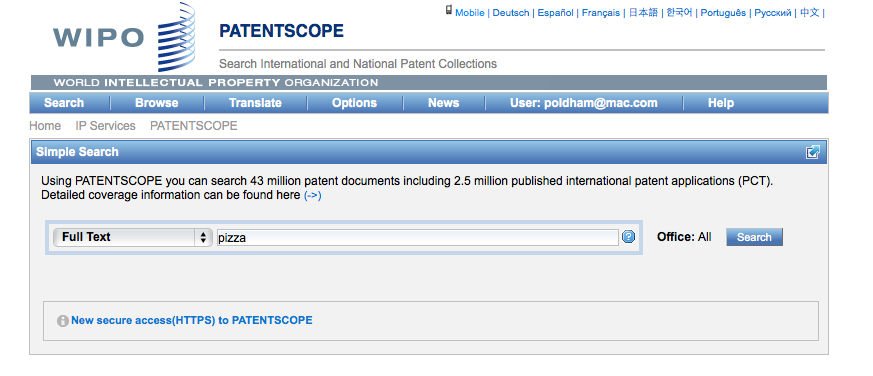 Mobile | Deutsch | Español | Français | 日本語 | 한국어 | Português | Русский | 中文 |
WIPO
PATENTSCOPE
Search International and National Patent Collections
WORLD INTELLECTUAL PROPERTY ORGANIZATION
Search Browse Translate Options News User: poldham@mac.com Help
Home IP Services PATENTSCOPE
Simple Search
Using PATENTSCOPE you can search 43 million patent documents including 2.5 million published international patent applications (PCT).
Detailed coverage information can be found here (->)
Full Text pizza ? Office: All Search
New secure access(HTTPS) to PATENTSCOPE